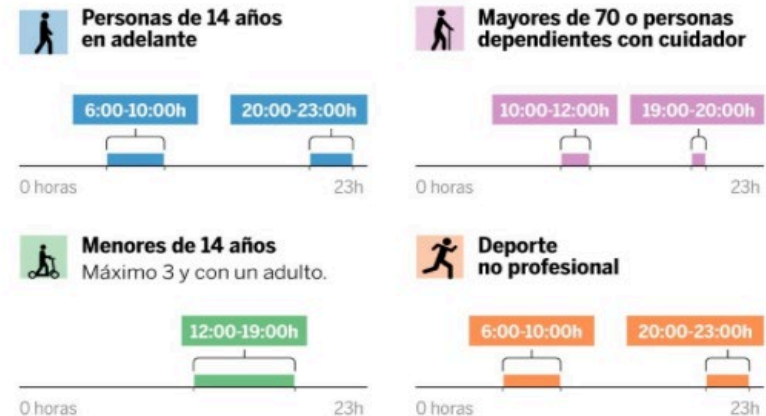 Personas de 14 años
en adelante
6:00-10:00h
20:00-23:00h
0 horas
23h
Mayores de 70 o personas
dependientes con cuidador
10:00-12:00h
19:00-20:00h
0 horas
23h
Menores de 14 años
Máximo 3 y con un adulto.
12:00-19:00h
0 horas
23h
Deporte
no profesional
6:00-10:00h
20:00-23:00h
0 horas
23h